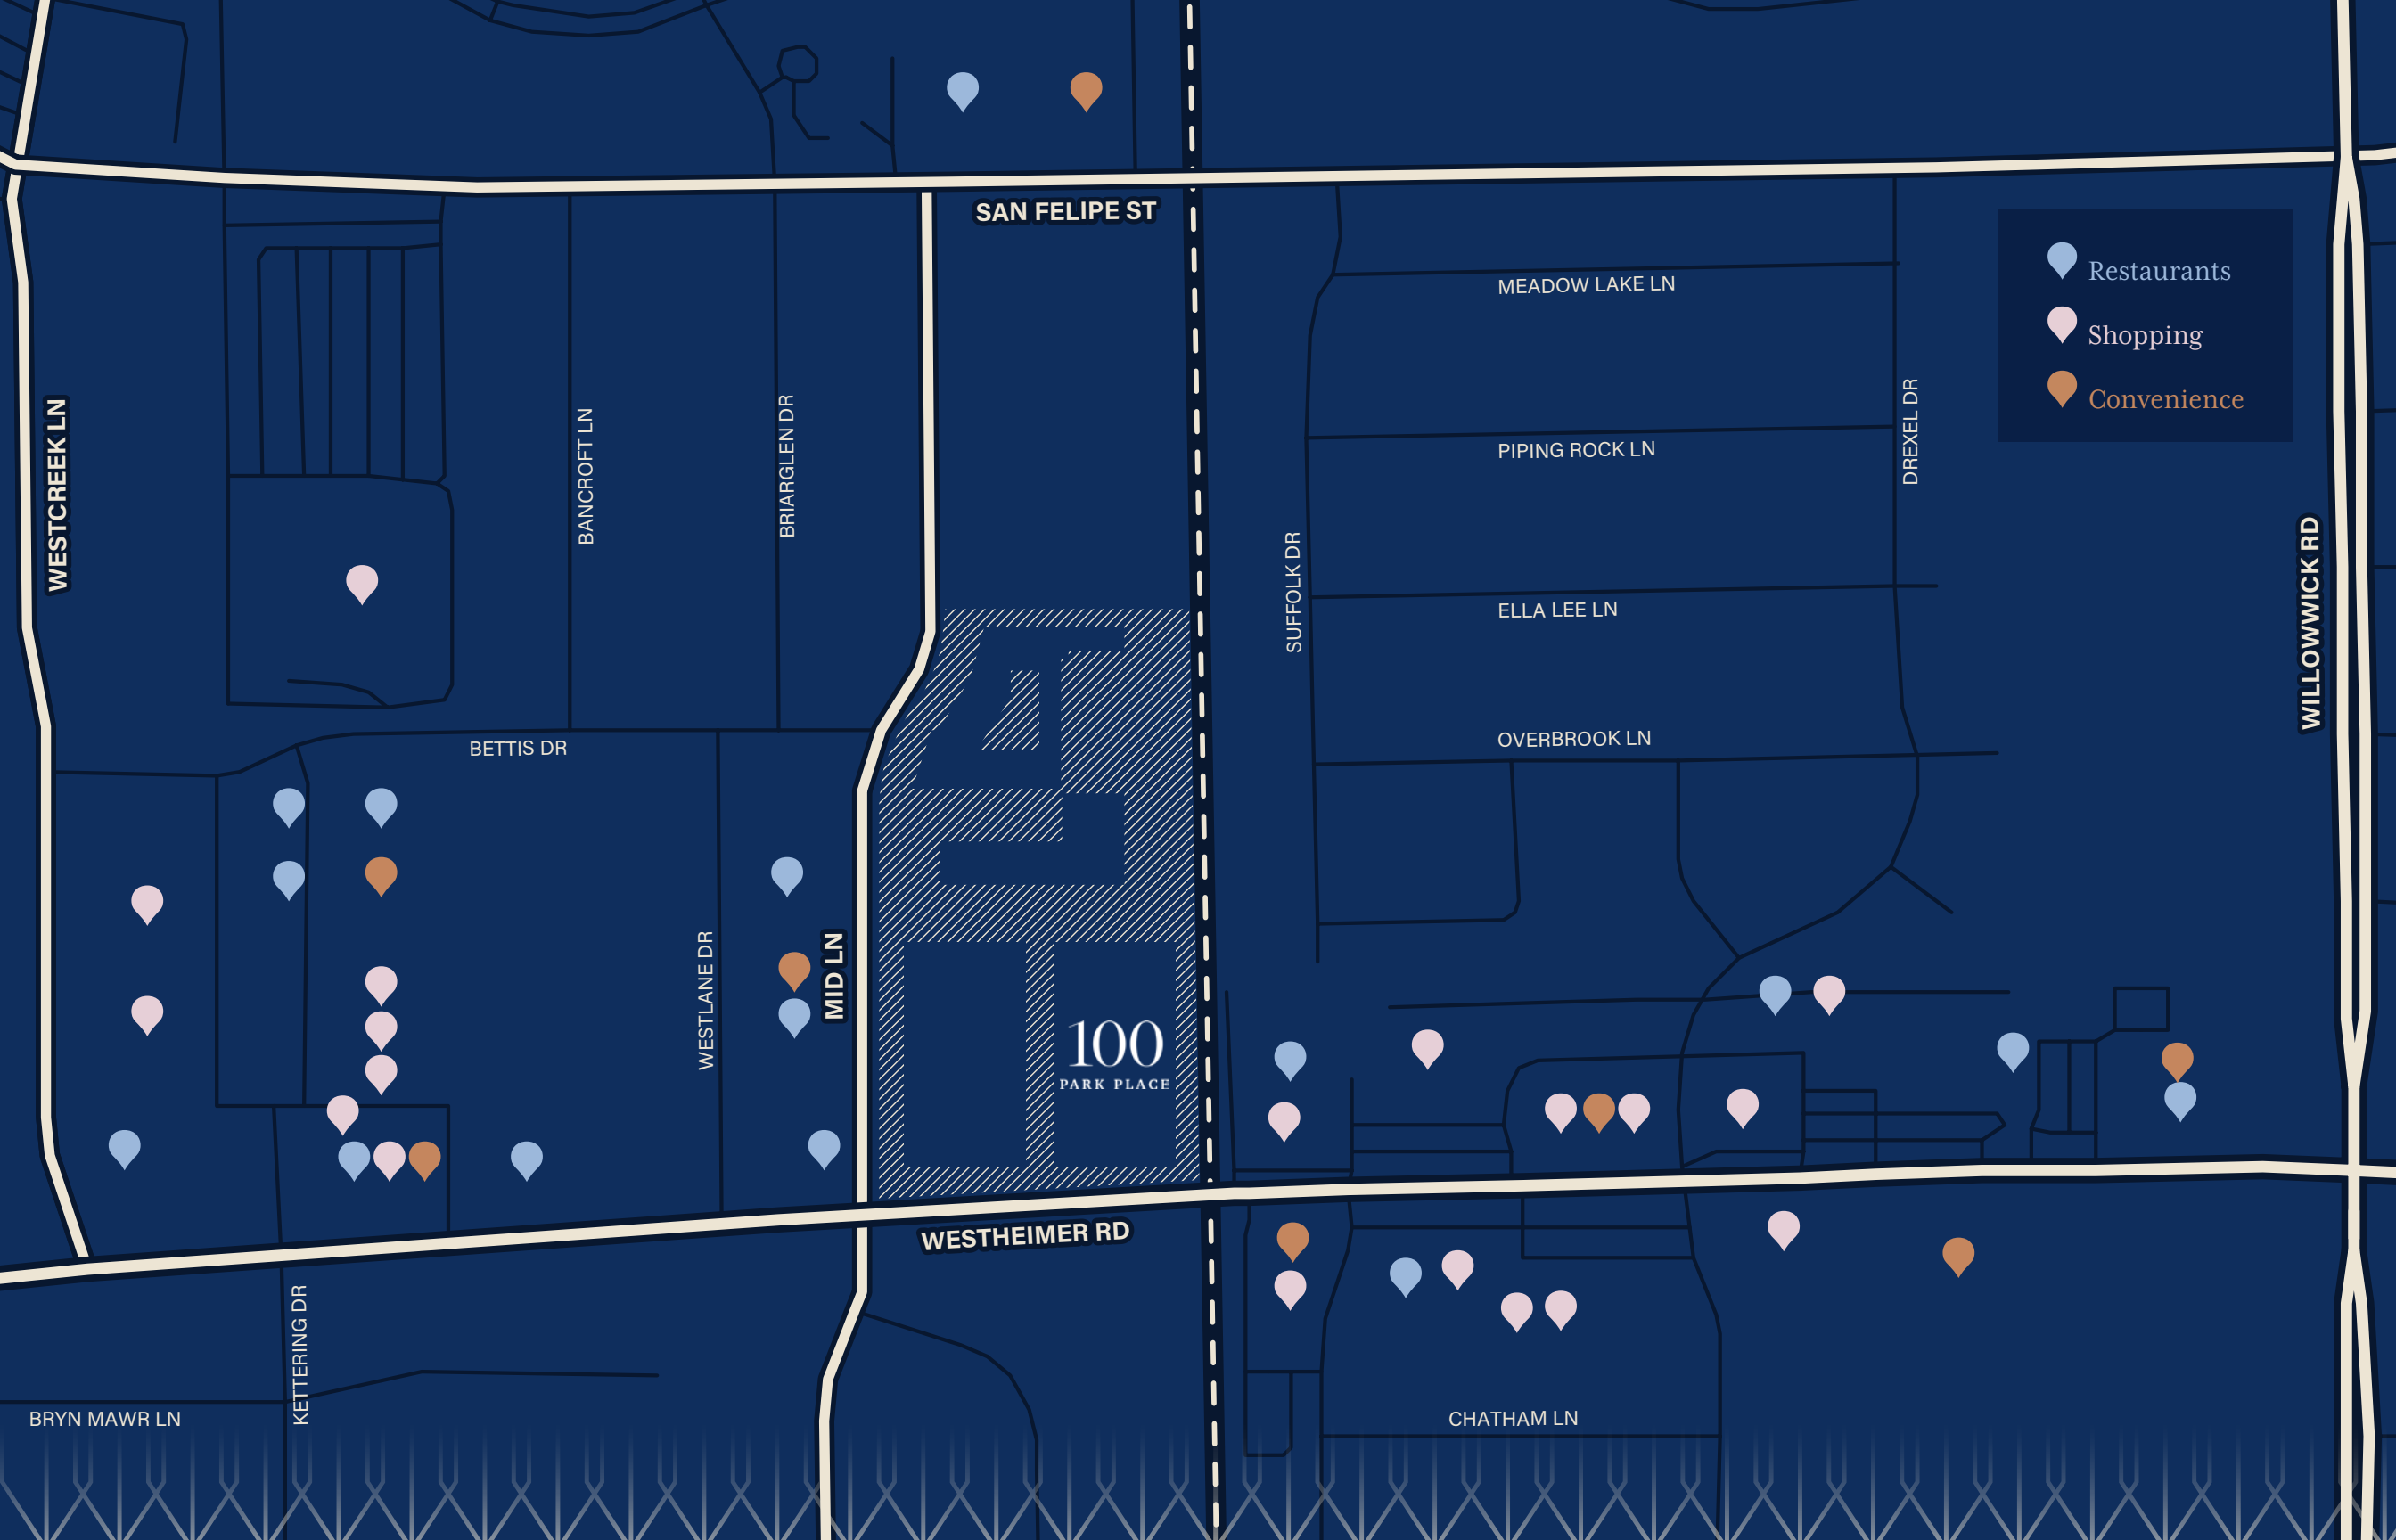 SAN FELIPE ST
MEADOW LAKE LN
Restaurants
Shopping
Convenience
WESTCREEK LN
BANCROFT LN
BRIARGLEN DR
PIPING ROCK LN
DREXEL DR
SUFFOLK DR
ELLA LEE LN
WILLOWWICK RD
BETTIS DR
OVERBROOK LN
WESTLANE DR
MID LN
100
PARK PLACE
WESTHEIMER RD
KETTERING DR
BRYN MAWR LN
CHATHAM LN